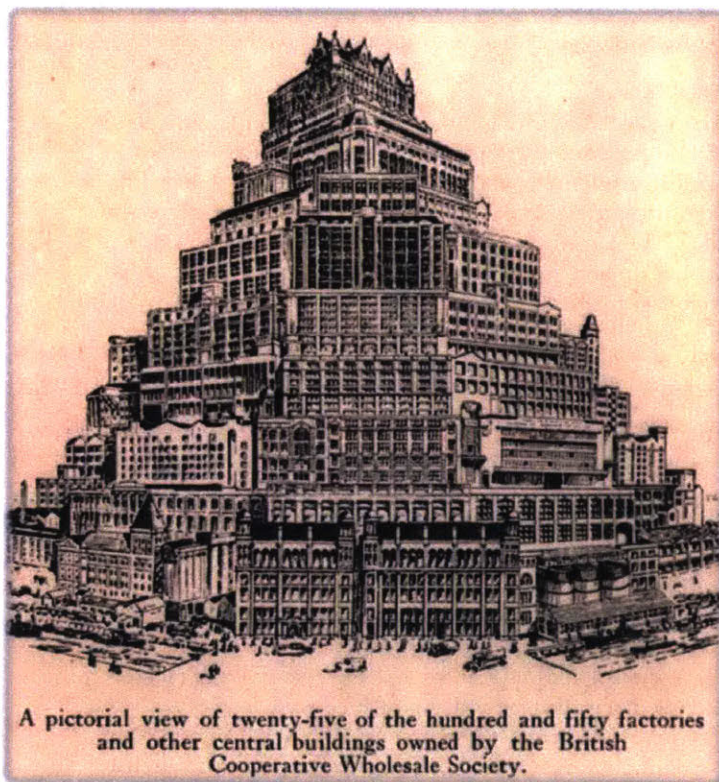 A pictorial view of twenty-five of the hundred and fifty factories
and other central buildings owned by the British
Cooperative Wholesale Society.